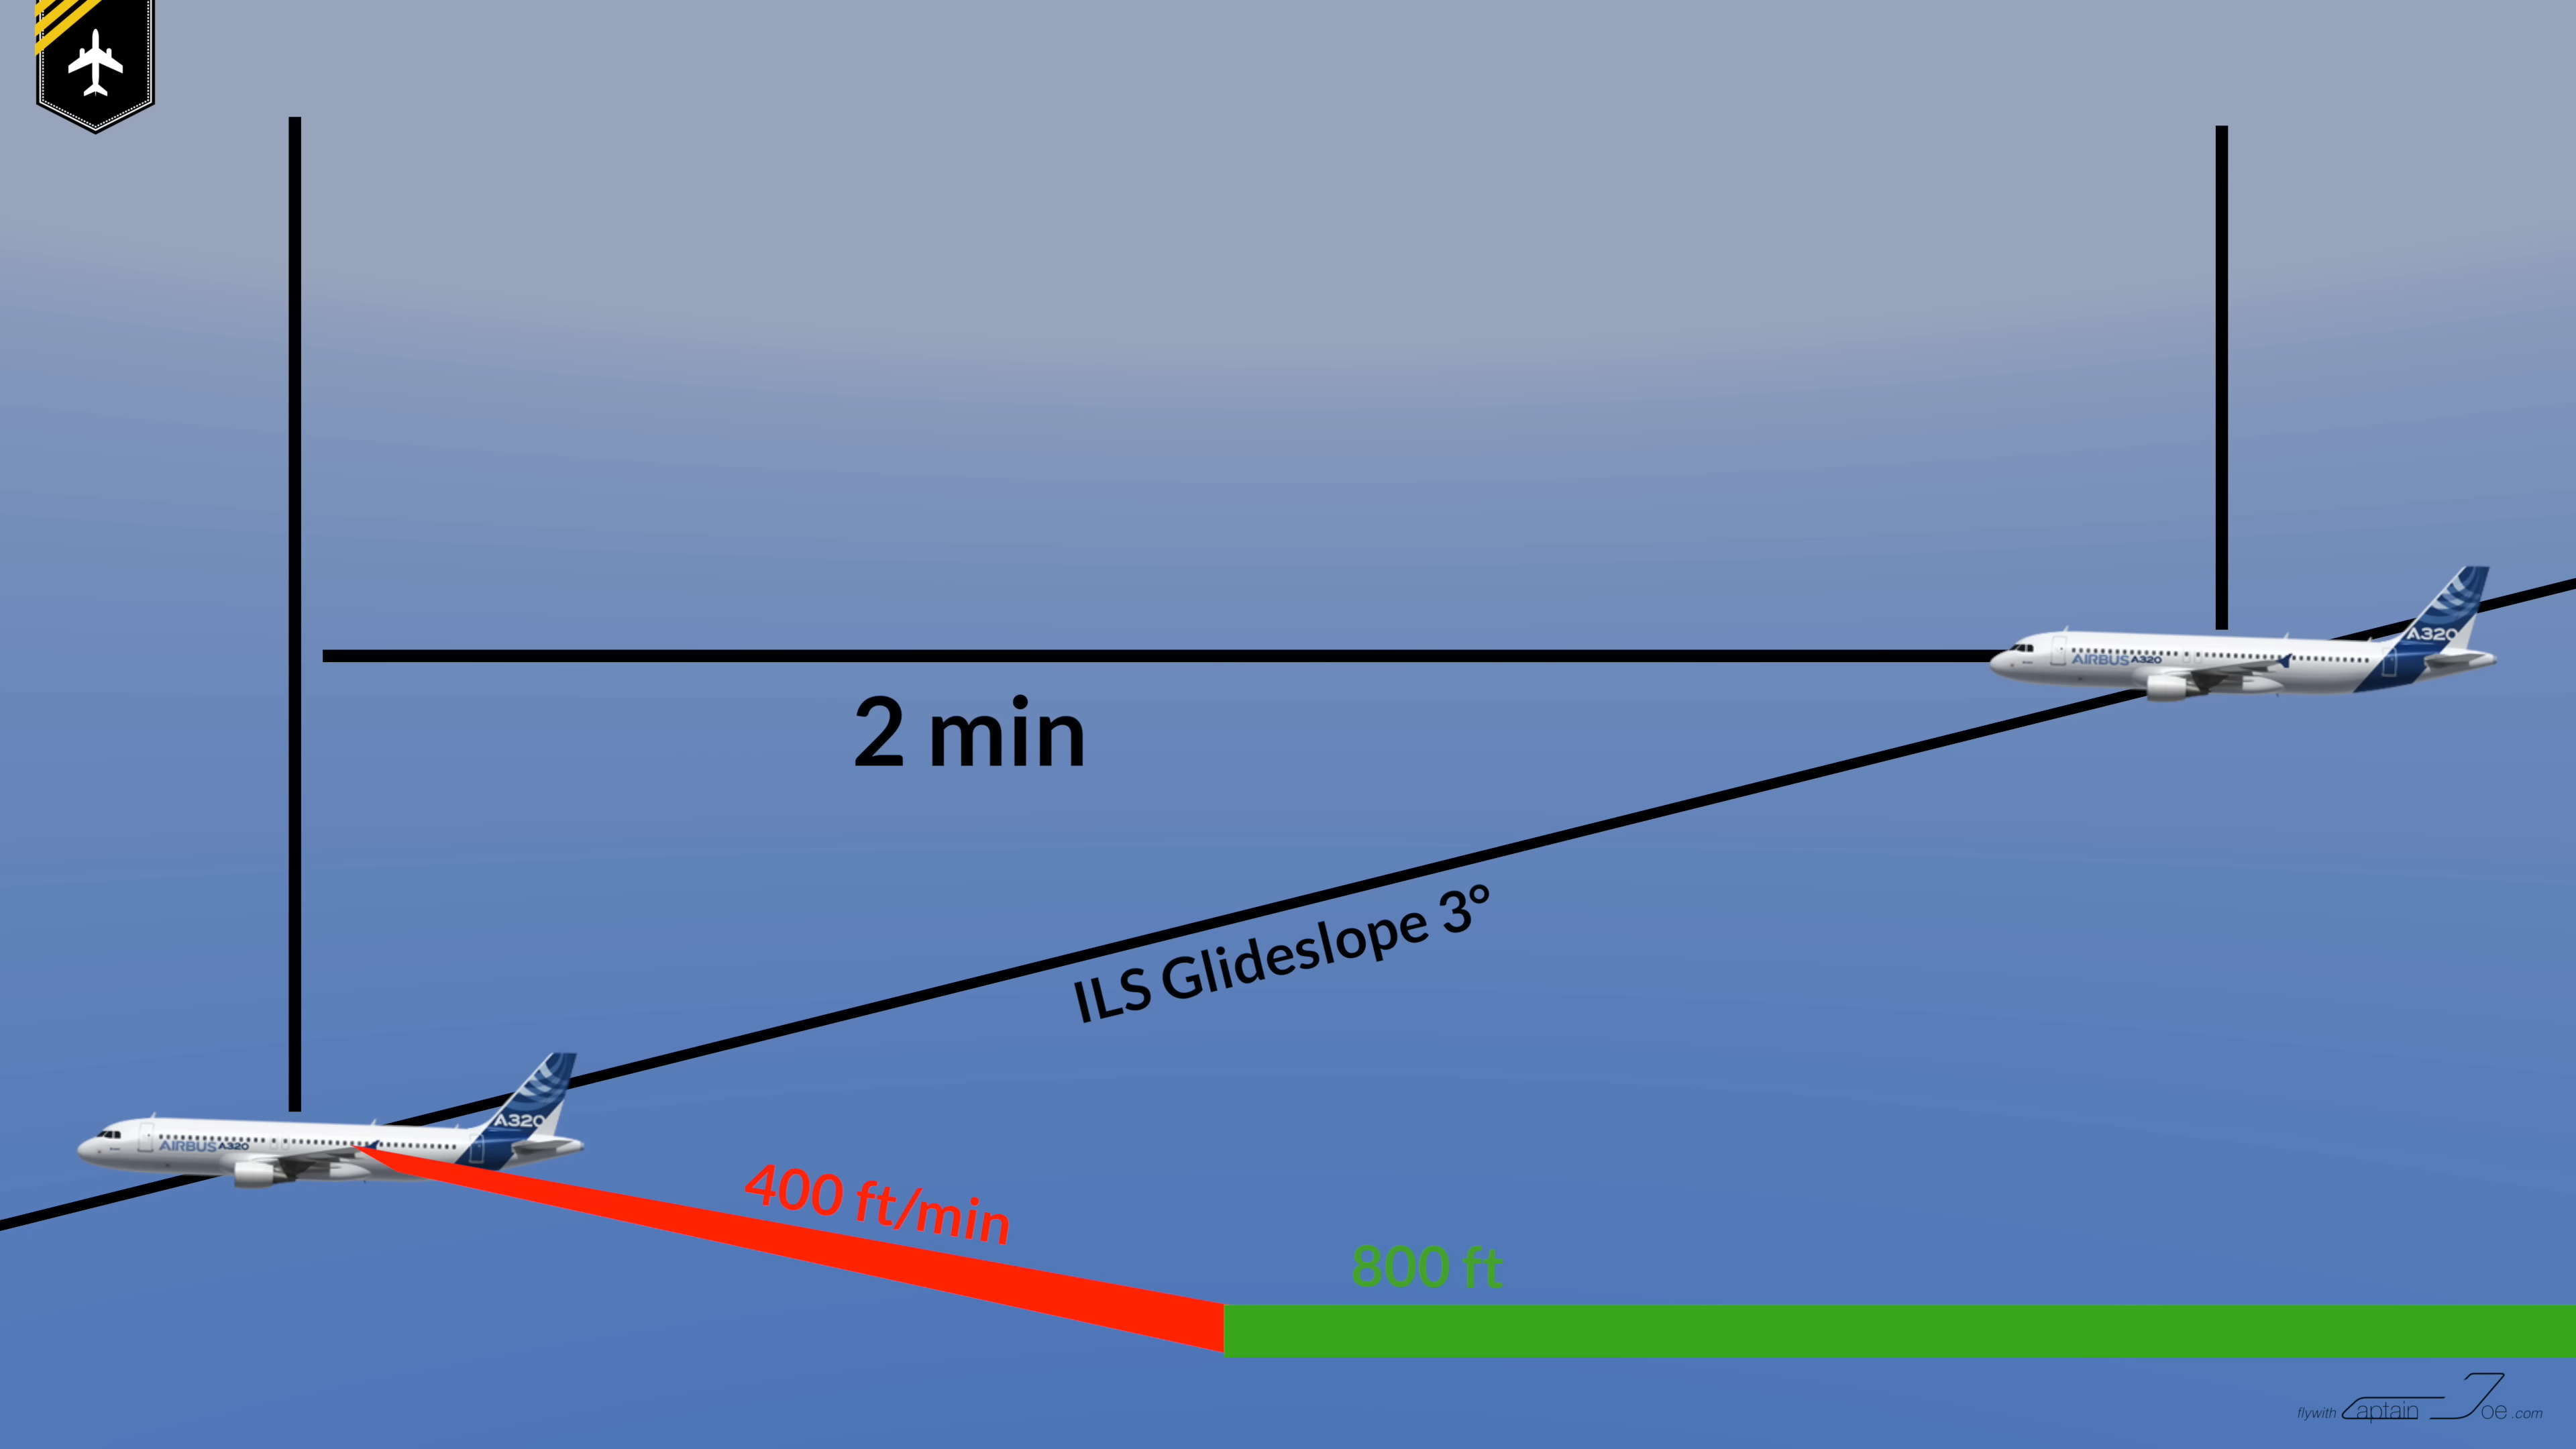 A320
AIRBUS A320
2 min
ILS Glideslope 3°
A320
AIRBUS A320
400 ft/min
800 ft
flywith Captain Joe .com